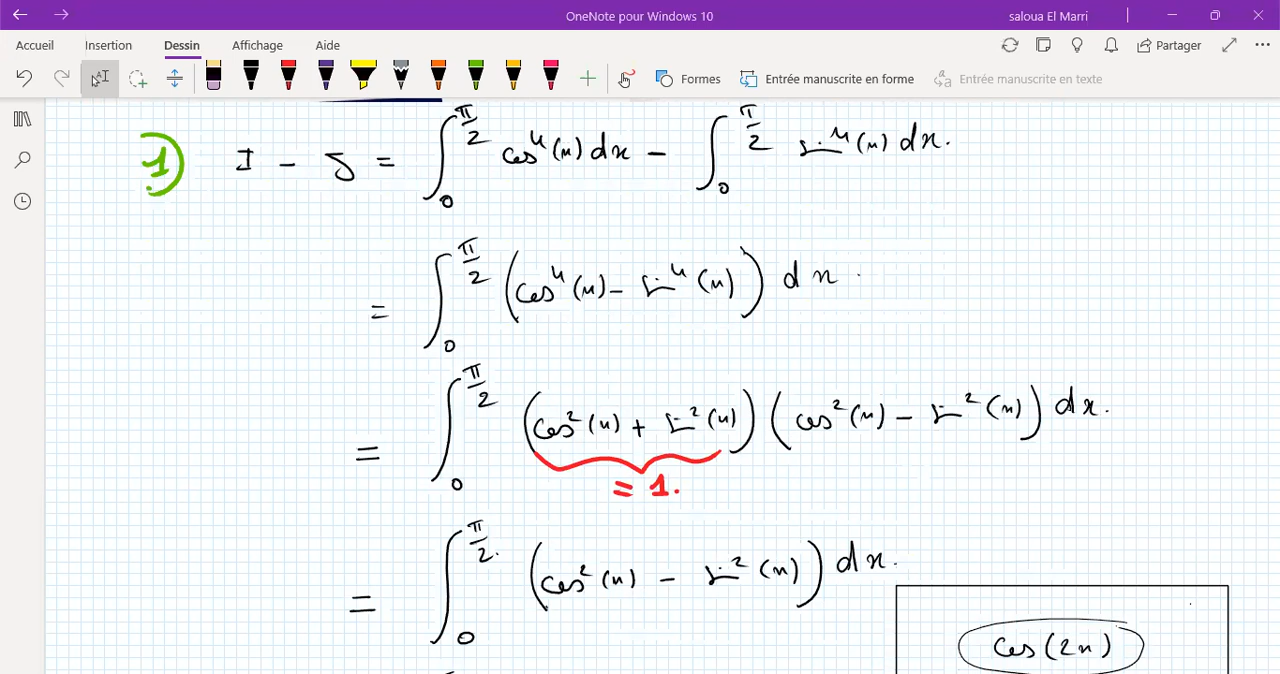 OneNote pour Windows 10
saloua El Marri
Accueil Insertion Dessin Affichage Aide
Partager
Formes Entrée manuscrite en forme Entrée manuscrite en texte
1) I - J = ∫₀^(π/2) cos⁴(x) dx - ∫₀^(π/2) sin⁴(x) dx.
= ∫₀^(π/2) (cos⁴(x) - sin⁴(x)) dx.
= ∫₀^(π/2) (cos²(x) + sin²(x)) (cos²(x) - sin²(x)) dx.
= 1.
= ∫₀^(π/2) (cos²(x) - sin²(x)) dx.
cos(2x)